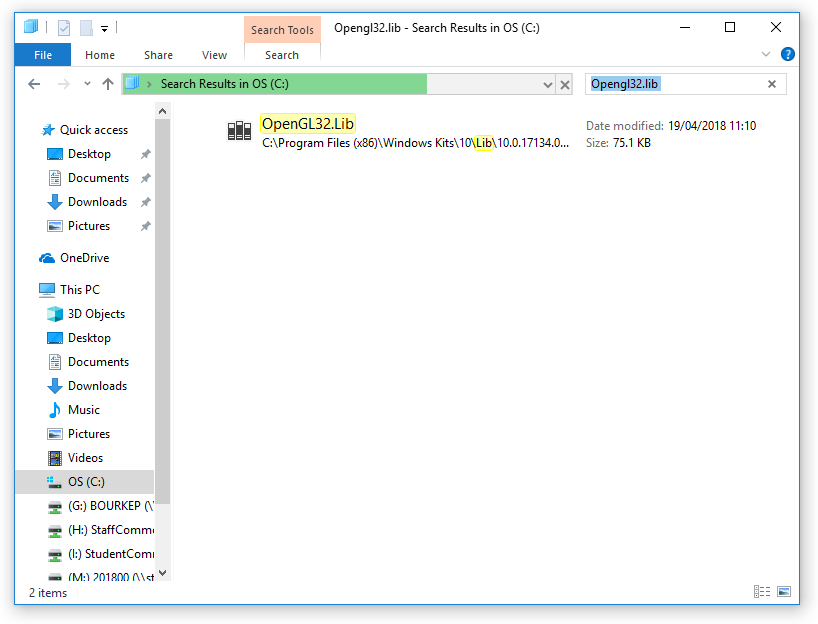 Search Tools
Opengl32.lib - Search Results in OS (C:)
File
Home
Share
View
Search
?
Search Results in OS (C:)
Opengl32.lib
Quick access
Desktop
Documents
Downloads
Pictures
OneDrive
This PC
3D Objects
Desktop
Documents
Downloads
Music
Pictures
Videos
OS (C:)
(G:) BOURKEP (\\
(H:) StaffComm
(I:) StudentCom
(M:) 201800 (\\st
OpenGL32.Lib
C:\Program Files (x86)\Windows Kits\10\Lib\10.0.17134.0...
Date modified: 19/04/2018 11:10
Size: 75.1 KB
2 items